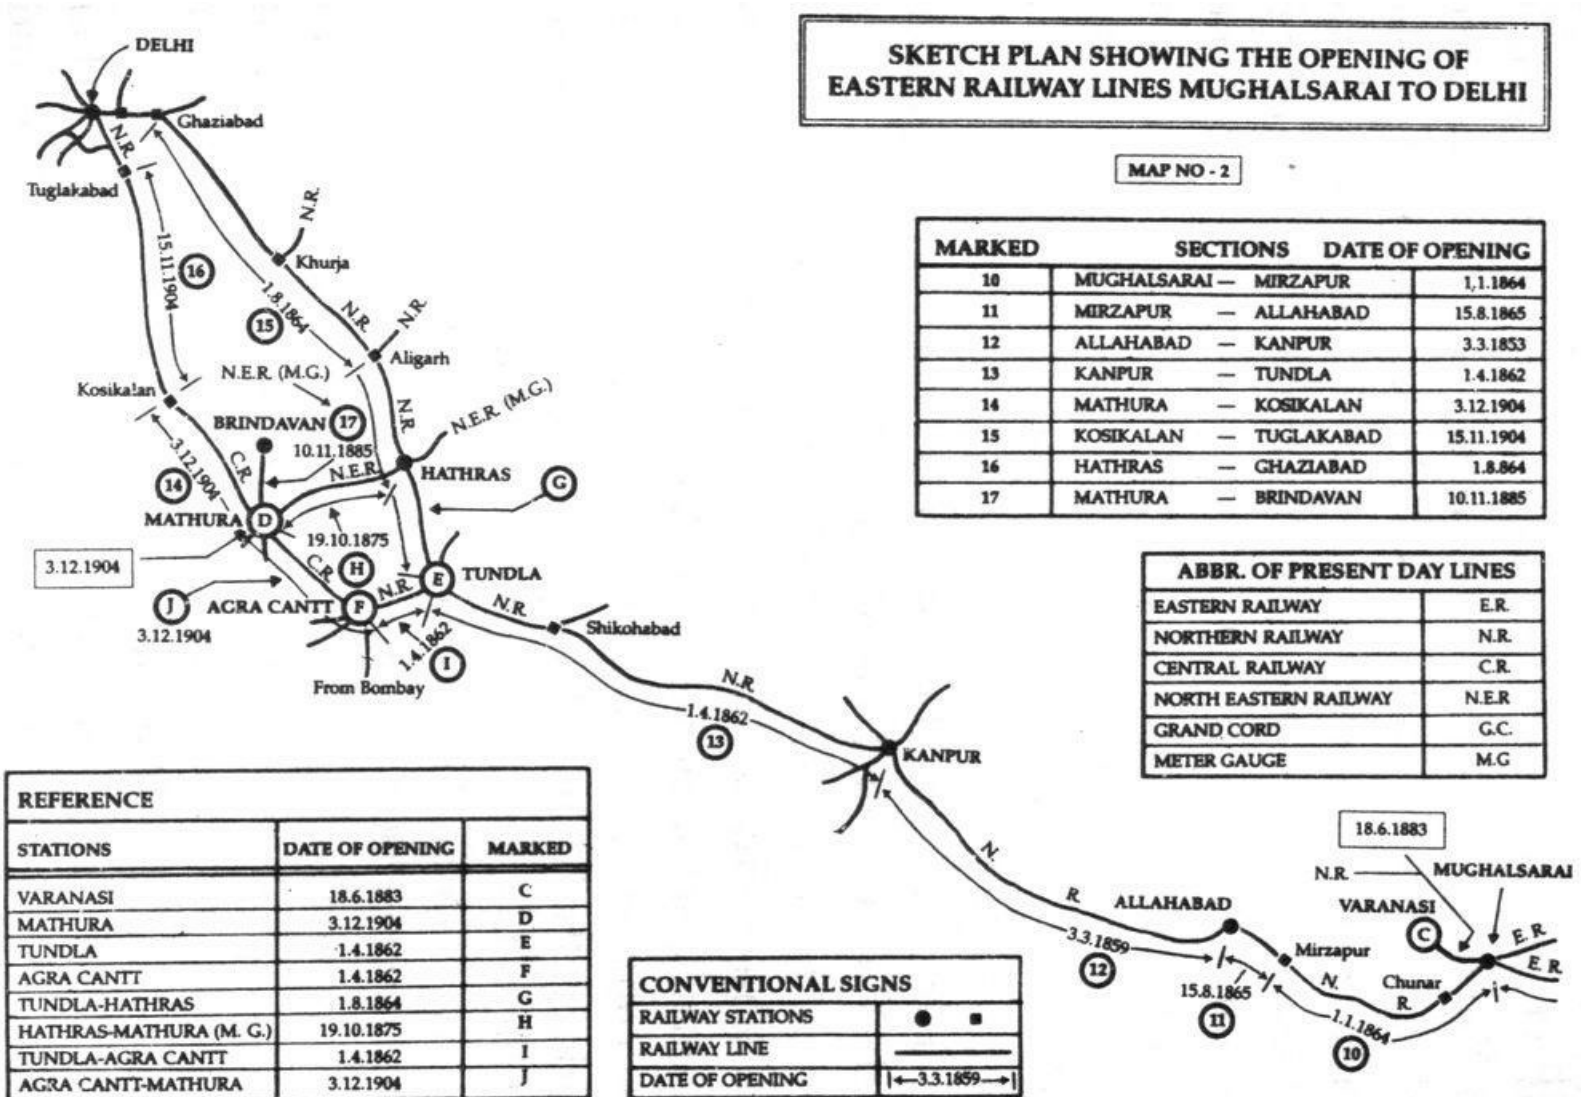 SKETCH PLAN SHOWING THE OPENING OF
EASTERN RAILWAY LINES MUGHALSARAI TO DELHI
MAP NO - 2
MARKED SECTIONS DATE OF OPENING
10 MUGHALSARAI — MIRZAPUR 1,1.1864
11 MIRZAPUR — ALLAHABAD 15.8.1865
12 ALLAHABAD — KANPUR 3.3.1853
13 KANPUR — TUNDLA 1.4.1862
14 MATHURA — KOSIKALAN 3.12.1904
15 KOSIKALAN — TUGLAKABAD 15.11.1904
16 HATHRAS — GHAZIABAD 1.8.864
17 MATHURA — BRINDAVAN 10.11.1885
ABBR. OF PRESENT DAY LINES
EASTERN RAILWAY E.R.
NORTHERN RAILWAY N.R.
CENTRAL RAILWAY C.R.
NORTH EASTERN RAILWAY N.E.R
GRAND CORD G.C.
METER GAUGE M.G
DELHI
Ghaziabad
N.R.
Tuglakabad
N.R.
Khurja
15.11.1904
16
1.8.1864
15
N.R.
N.R.
Aligarh
Kosikalan
N.E.R. (M.G.)
BRINDAVAN
17
10.11.1885
N.R.
N.E.R. (M.G.)
3.12.1904
14
C.R.
N.E.R.
HATHRAS
G
MATHURA
D
19.10.1875
H
3.12.1904
C.R.
N.R.
E
TUNDLA
J
3.12.1904
AGRA CANTT
F
1.4.1862
I
From Bombay
N.R.
Shikohabad
N.R.
1.4.1862
13
KANPUR
N.
R.
3.3.1859
12
ALLAHABAD
Mirzapur
15.8.1865
11
N.
R.
Chunar
1.1.1864
10
18.6.1883
N.R.
MUGHALSARAI
VARANASI
C
E.R.
E.R.
REFERENCE
STATIONS DATE OF OPENING MARKED
VARANASI 18.6.1883 C
MATHURA 3.12.1904 D
TUNDLA 1.4.1862 E
AGRA CANTT 1.4.1862 F
TUNDLA-HATHRAS 1.8.1864 G
HATHRAS-MATHURA (M. G.) 19.10.1875 H
TUNDLA-AGRA CANTT 1.4.1862 I
AGRA CANTT-MATHURA 3.12.1904 J
CONVENTIONAL SIGNS
RAILWAY STATIONS
RAILWAY LINE
DATE OF OPENING 3.3.1859